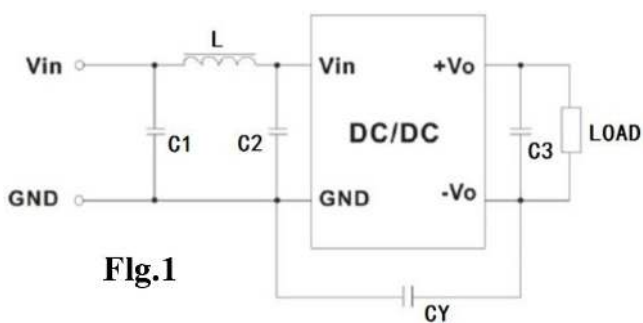 L
Vin
Vin
+Vo
C1
C2
DC/DC
C3
LOAD
GND
GND
-Vo
Flg.1
CY